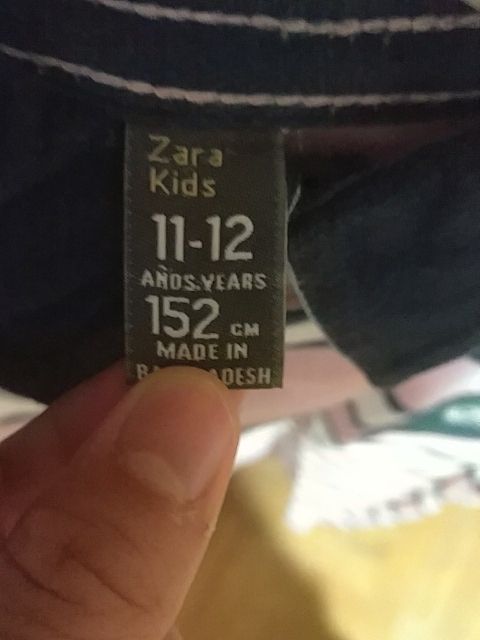 Zara
Kids
11-12
AÑOS.YEARS
152 CM
MADE IN